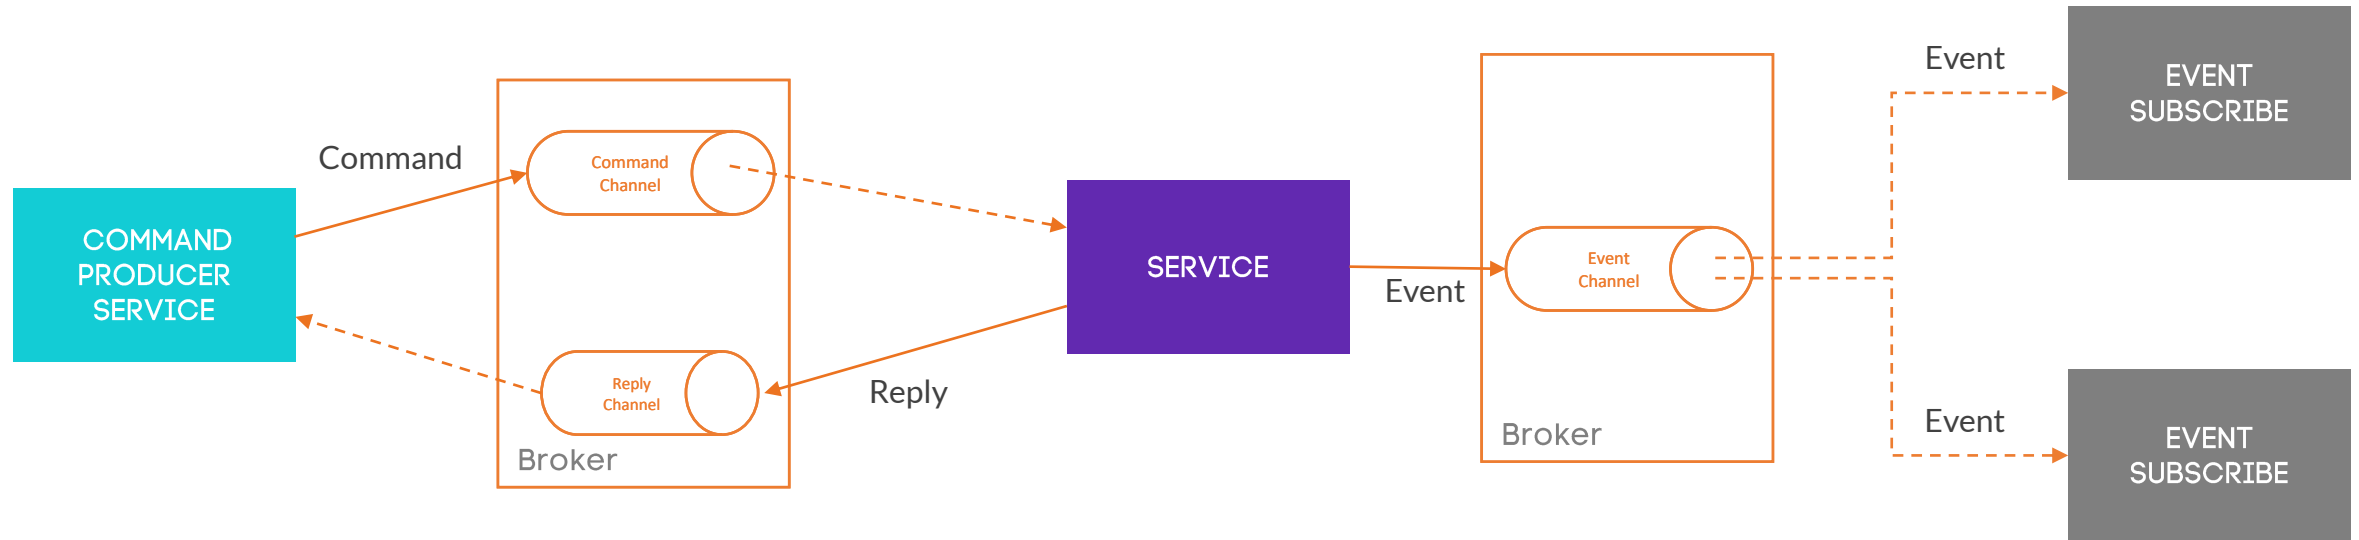 COMMAND
PRODUCER
SERVICE
Command
Command
Channel
Reply
Channel
Broker
Reply
SERVICE
Event
Event
Channel
Broker
Event
EVENT
SUBSCRIBE
Event
EVENT
SUBSCRIBE